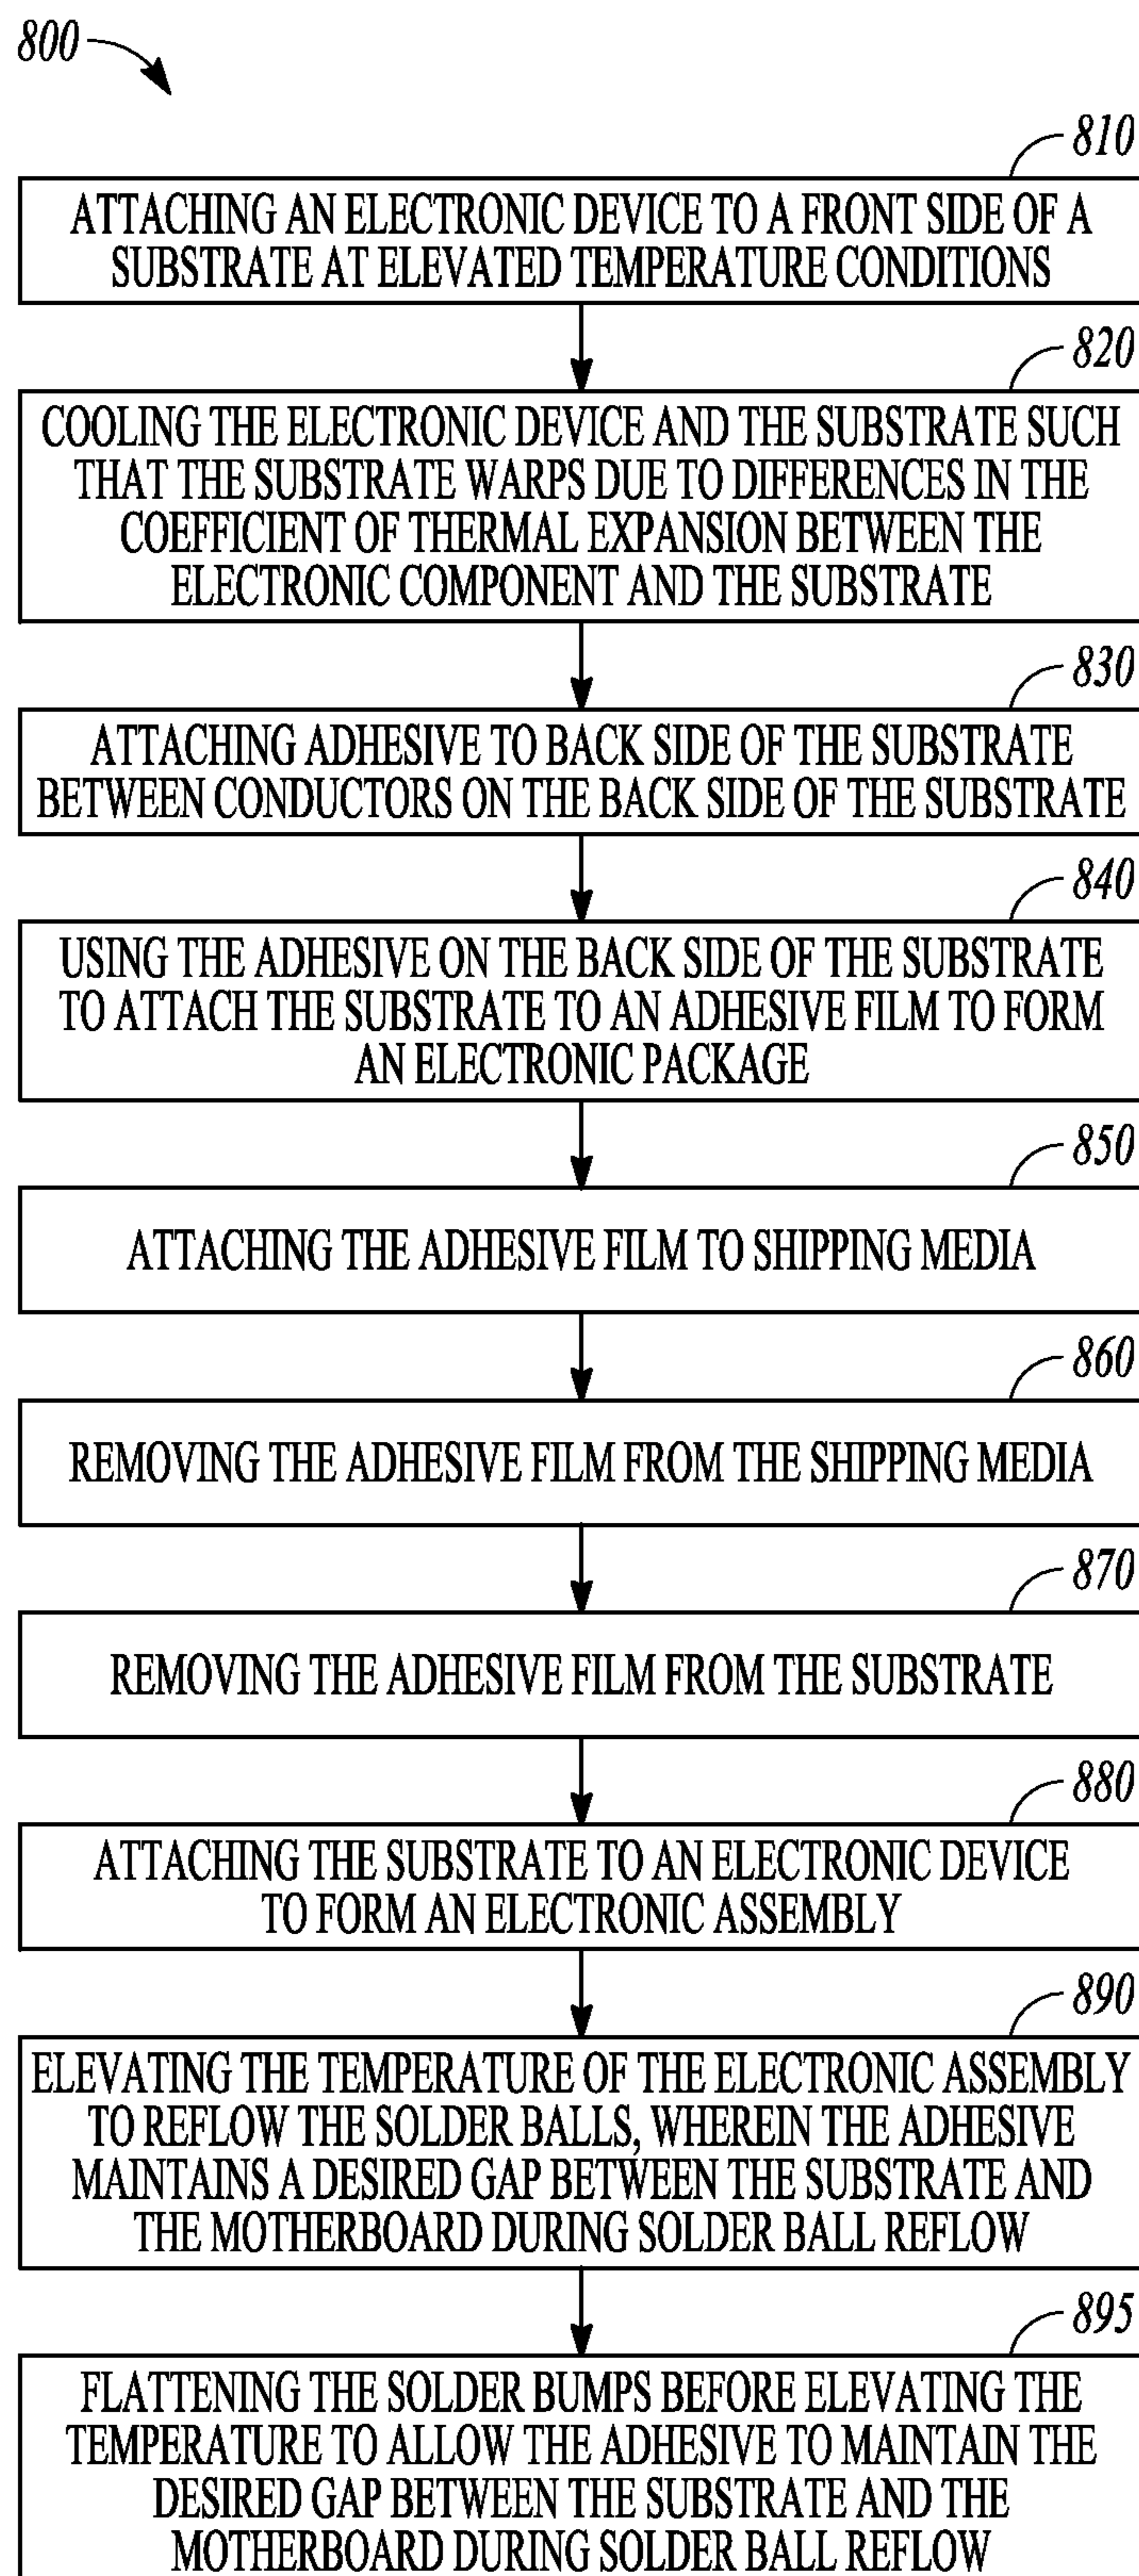 800
810
ATTACHING AN ELECTRONIC DEVICE TO A FRONT SIDE OF A
SUBSTRATE AT ELEVATED TEMPERATURE CONDITIONS
820
COOLING THE ELECTRONIC DEVICE AND THE SUBSTRATE SUCH
THAT THE SUBSTRATE WARPS DUE TO DIFFERENCES IN THE
COEFFICIENT OF THERMAL EXPANSION BETWEEN THE
ELECTRONIC COMPONENT AND THE SUBSTRATE
830
ATTACHING ADHESIVE TO BACK SIDE OF THE SUBSTRATE
BETWEEN CONDUCTORS ON THE BACK SIDE OF THE SUBSTRATE
840
USING THE ADHESIVE ON THE BACK SIDE OF THE SUBSTRATE
TO ATTACH THE SUBSTRATE TO AN ADHESIVE FILM TO FORM
AN ELECTRONIC PACKAGE
850
ATTACHING THE ADHESIVE FILM TO SHIPPING MEDIA
860
REMOVING THE ADHESIVE FILM FROM THE SHIPPING MEDIA
870
REMOVING THE ADHESIVE FILM FROM THE SUBSTRATE
880
ATTACHING THE SUBSTRATE TO AN ELECTRONIC DEVICE
TO FORM AN ELECTRONIC ASSEMBLY
890
ELEVATING THE TEMPERATURE OF THE ELECTRONIC ASSEMBLY
TO REFLOW THE SOLDER BALLS, WHEREIN THE ADHESIVE
MAINTAINS A DESIRED GAP BETWEEN THE SUBSTRATE AND
THE MOTHERBOARD DURING SOLDER BALL REFLOW
895
FLATTENING THE SOLDER BUMPS BEFORE ELEVATING THE
TEMPERATURE TO ALLOW THE ADHESIVE TO MAINTAIN THE
DESIRED GAP BETWEEN THE SUBSTRATE AND THE
MOTHERBOARD DURING SOLDER BALL REFLOW